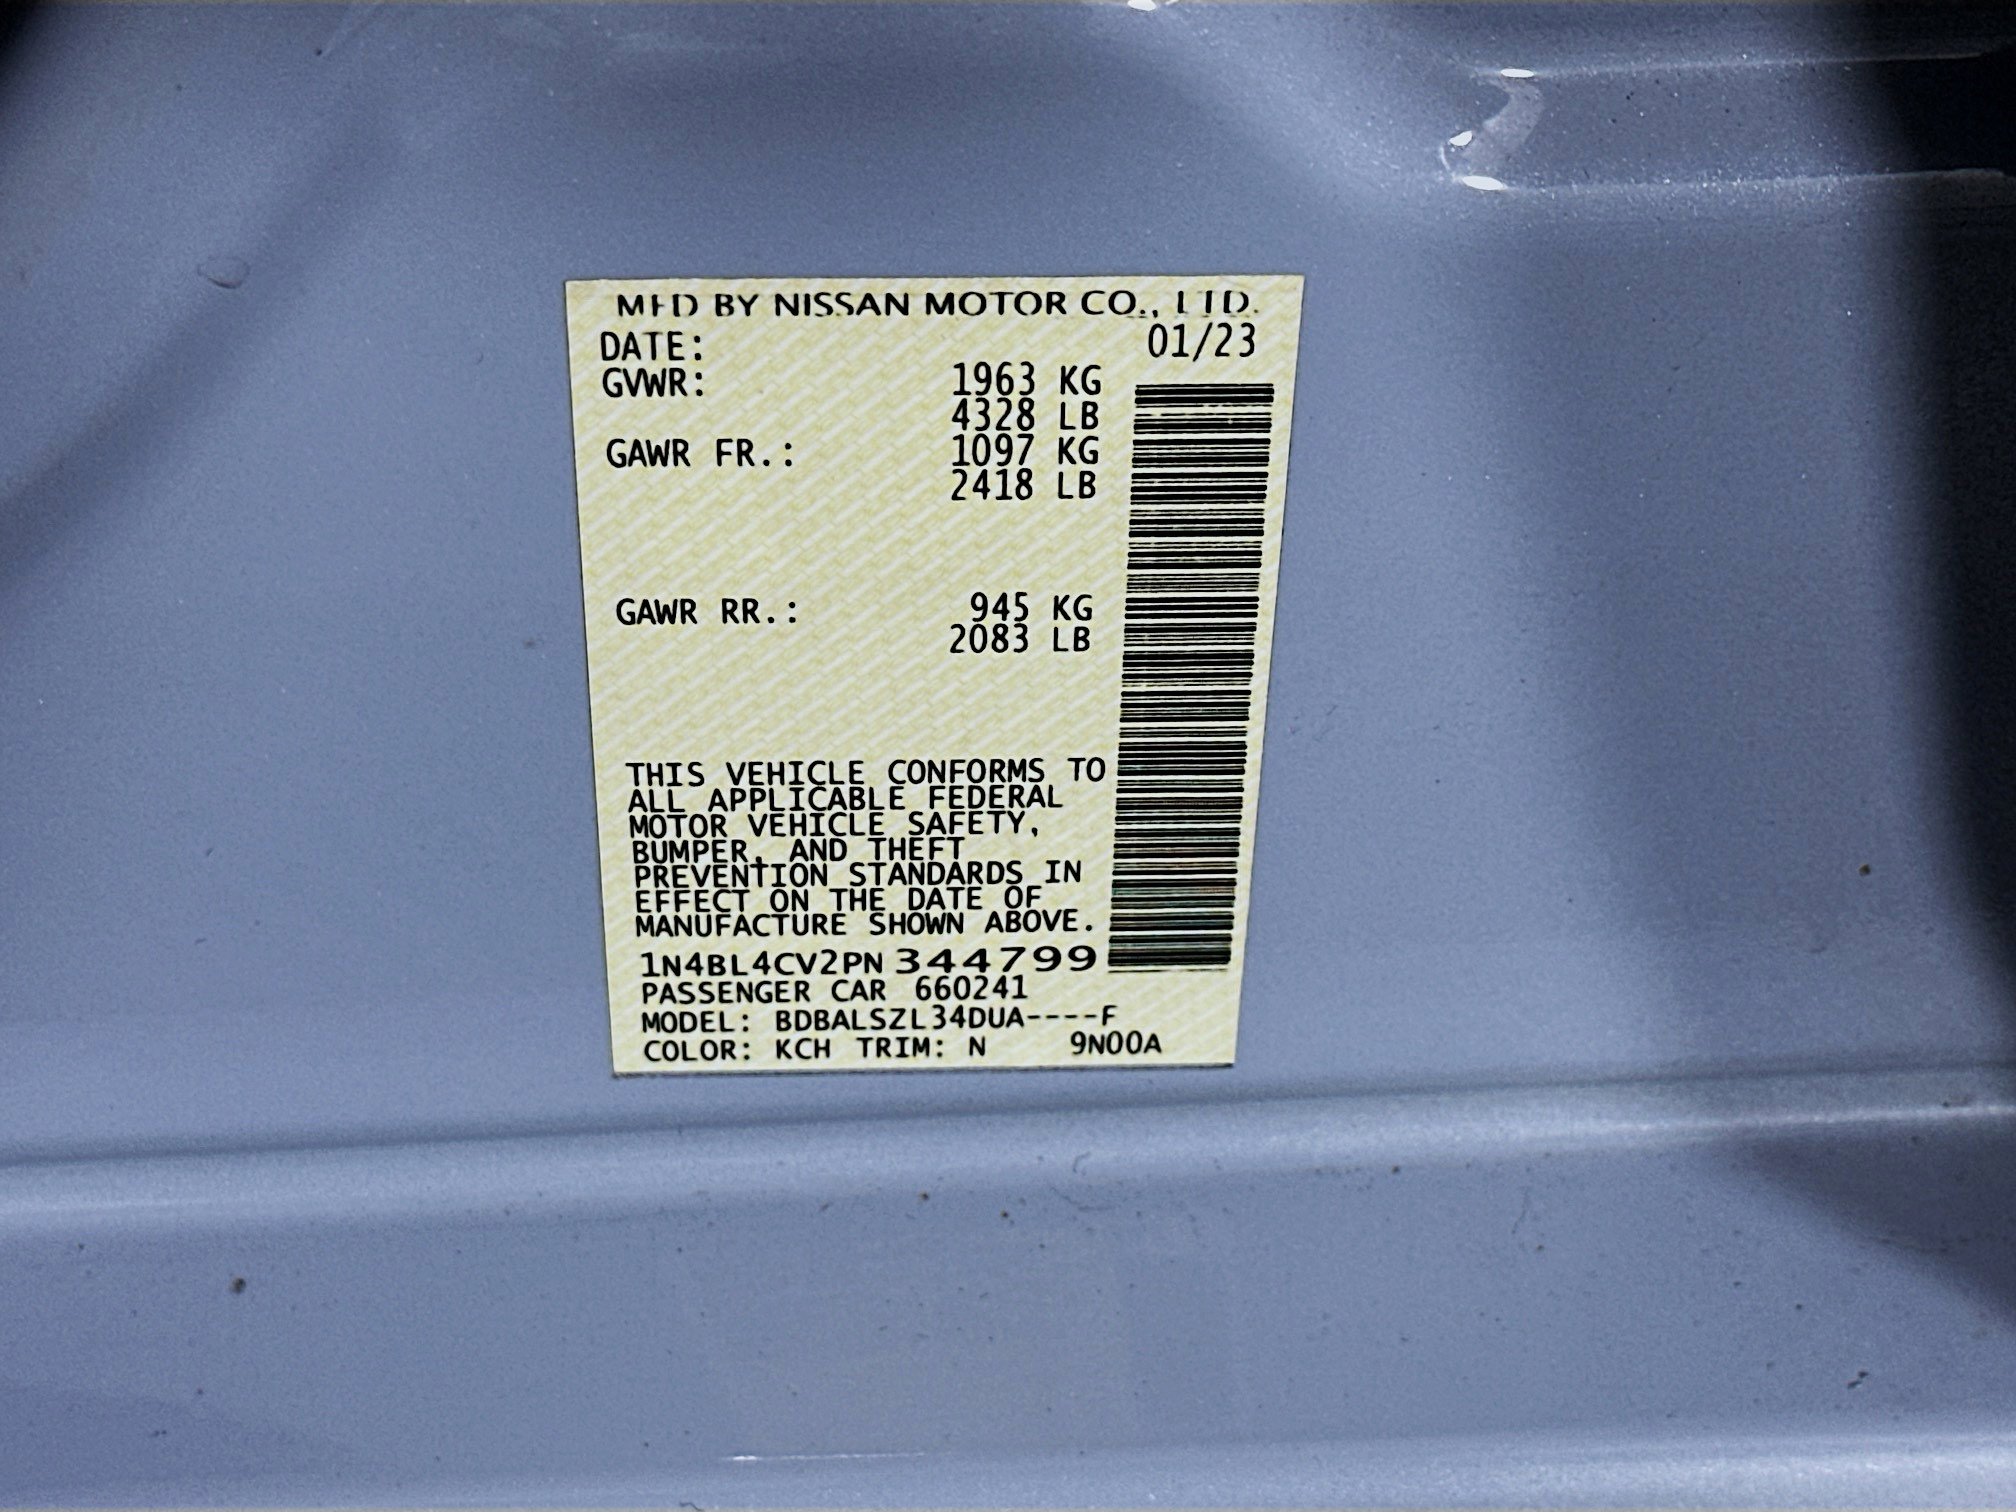 MFD BY NISSAN MOTOR CO., LTD.
DATE: 01/23
GVWR: 1963 KG
4328 LB
GAWR FR.: 1097 KG
2418 LB
GAWR RR.: 945 KG
2083 LB
THIS VEHICLE CONFORMS TO
ALL APPLICABLE FEDERAL
MOTOR VEHICLE SAFETY,
BUMPER, AND THEFT
PREVENTION STANDARDS IN
EFFECT ON THE DATE OF
MANUFACTURE SHOWN ABOVE.
1N4BL4CV2PN344799
PASSENGER CAR 660241
MODEL: BDBALSZL34DUA----F
COLOR: KCH TRIM: N 9N00A